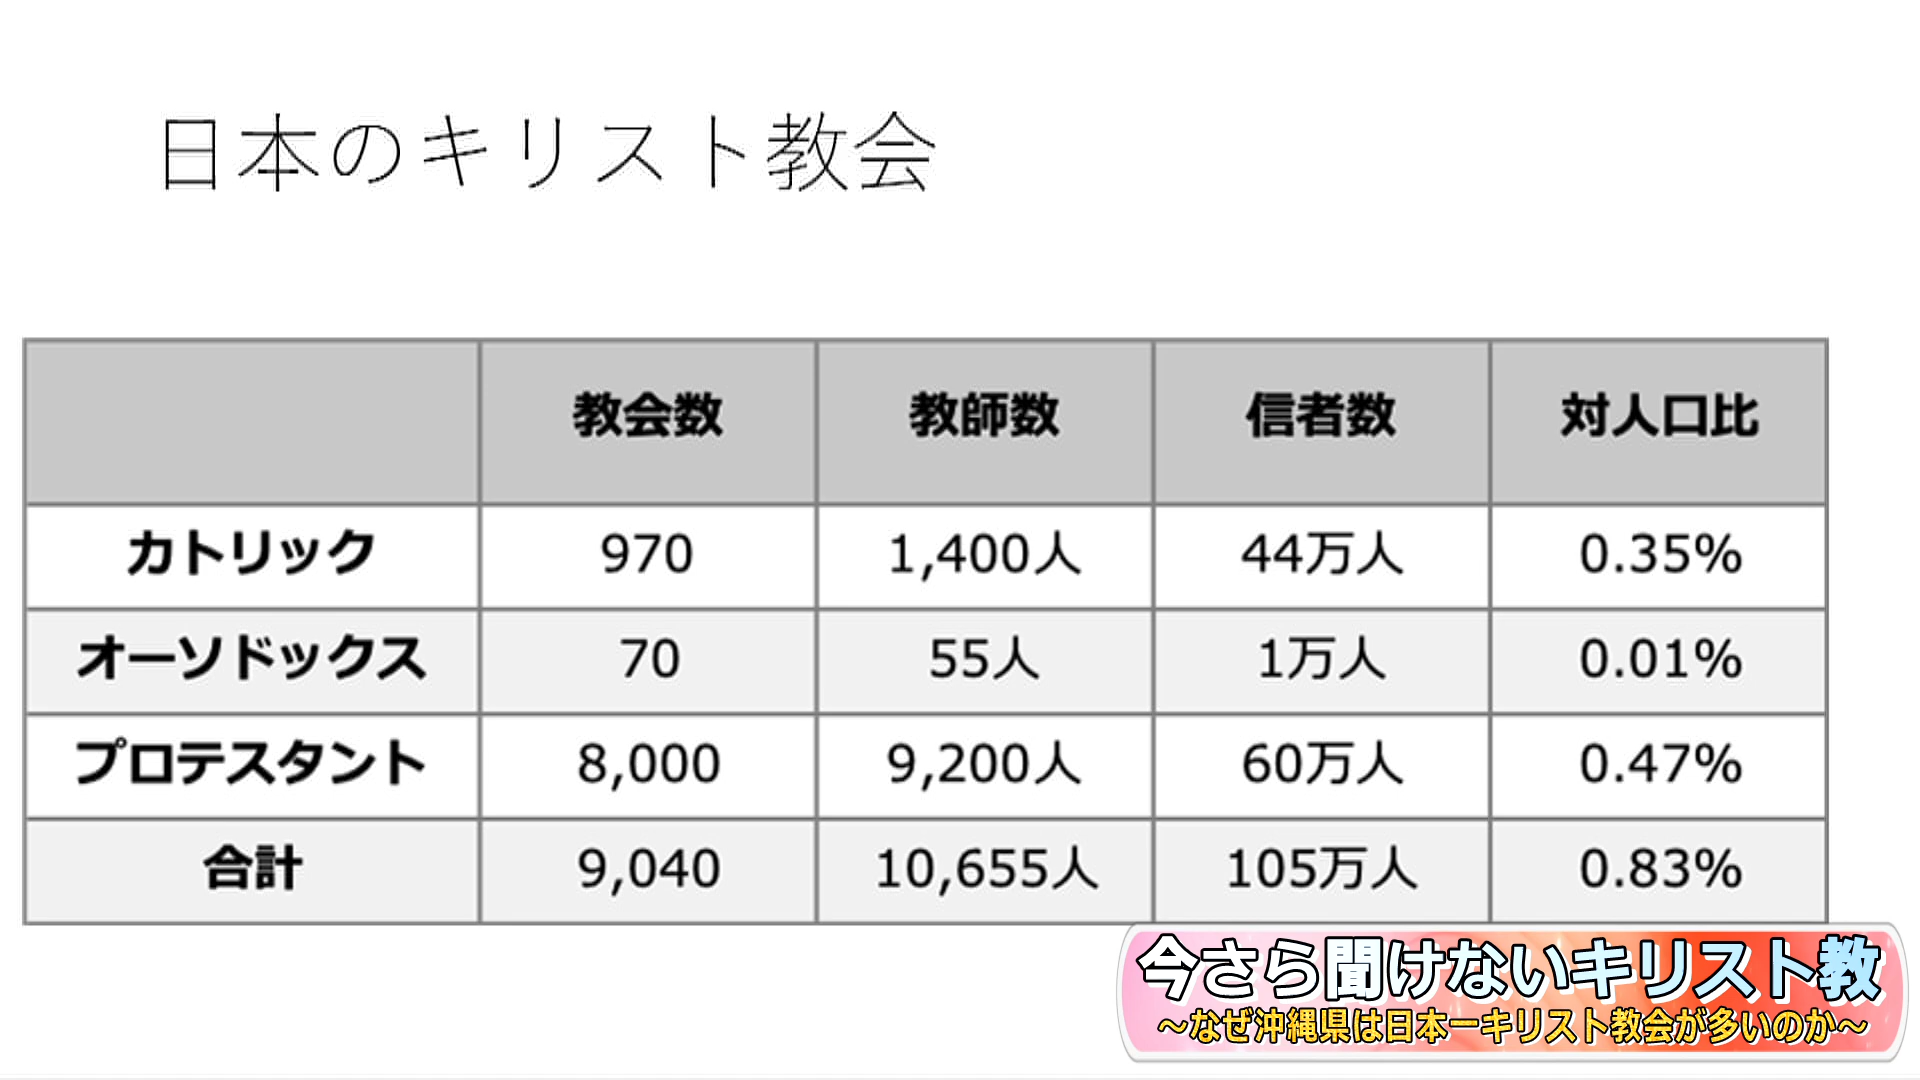 日本のキリスト教会
教会数 教師数 信者数 対人口比
カトリック 970 1,400人 44万人 0.35%
オーソドックス 70 55人 1万人 0.01%
プロテスタント 8,000 9,200人 60万人 0.47%
合計 9,040 10,655人 105万人 0.83%
今さら聞けないキリスト教
～なぜ沖縄県は日本一キリスト教会が多いのか～